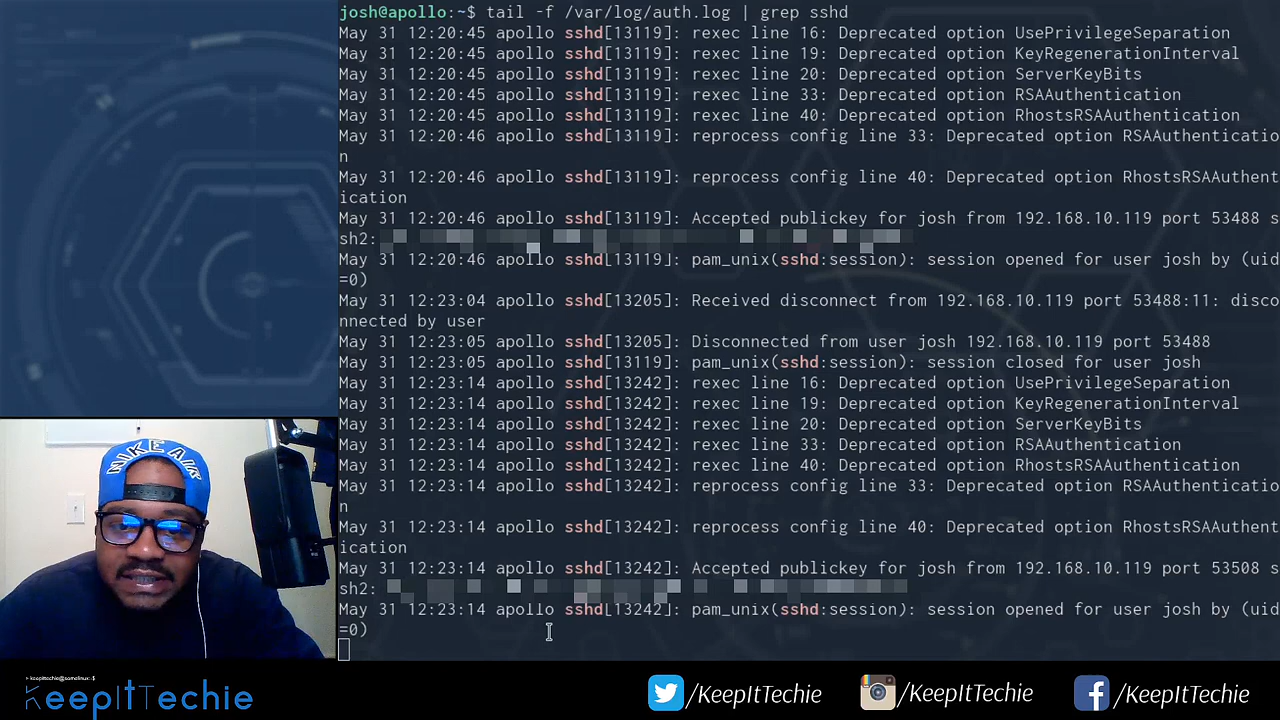 josh@apollo:~$ tail -f /var/log/auth.log | grep sshd
May 31 12:20:45 apollo sshd[13119]: rexec line 16: Deprecated option UsePrivilegeSeparation
May 31 12:20:45 apollo sshd[13119]: rexec line 19: Deprecated option KeyRegenerationInterval
May 31 12:20:45 apollo sshd[13119]: rexec line 20: Deprecated option ServerKeyBits
May 31 12:20:45 apollo sshd[13119]: rexec line 33: Deprecated option RSAAuthentication
May 31 12:20:45 apollo sshd[13119]: rexec line 40: Deprecated option RhostsRSAAuthentication
May 31 12:20:46 apollo sshd[13119]: reprocess config line 33: Deprecated option RSAAuthenticatio
n
May 31 12:20:46 apollo sshd[13119]: reprocess config line 40: Deprecated option RhostsRSAAuthent
ication
May 31 12:20:46 apollo sshd[13119]: Accepted publickey for josh from 192.168.10.119 port 53488 s
sh2:
May 31 12:20:46 apollo sshd[13119]: pam_unix(sshd:session): session opened for user josh by (uid
=0)
May 31 12:23:04 apollo sshd[13205]: Received disconnect from 192.168.10.119 port 53488:11: disco
nnected by user
May 31 12:23:05 apollo sshd[13205]: Disconnected from user josh 192.168.10.119 port 53488
May 31 12:23:05 apollo sshd[13119]: pam_unix(sshd:session): session closed for user josh
May 31 12:23:14 apollo sshd[13242]: rexec line 16: Deprecated option UsePrivilegeSeparation
May 31 12:23:14 apollo sshd[13242]: rexec line 19: Deprecated option KeyRegenerationInterval
May 31 12:23:14 apollo sshd[13242]: rexec line 20: Deprecated option ServerKeyBits
May 31 12:23:14 apollo sshd[13242]: rexec line 33: Deprecated option RSAAuthentication
May 31 12:23:14 apollo sshd[13242]: rexec line 40: Deprecated option RhostsRSAAuthentication
May 31 12:23:14 apollo sshd[13242]: reprocess config line 33: Deprecated option RSAAuthenticatio
n
May 31 12:23:14 apollo sshd[13242]: reprocess config line 40: Deprecated option RhostsRSAAuthent
ication
May 31 12:23:14 apollo sshd[13242]: Accepted publickey for josh from 192.168.10.119 port 53508 s
sh2:
May 31 12:23:14 apollo sshd[13242]: pam_unix(sshd:session): session opened for user josh by (uid
=0)
NIKE AIR
keepittechie@somelinux:~$
KeepItTechie
/KeepItTechie
/KeepItTechie
/KeepItTechie